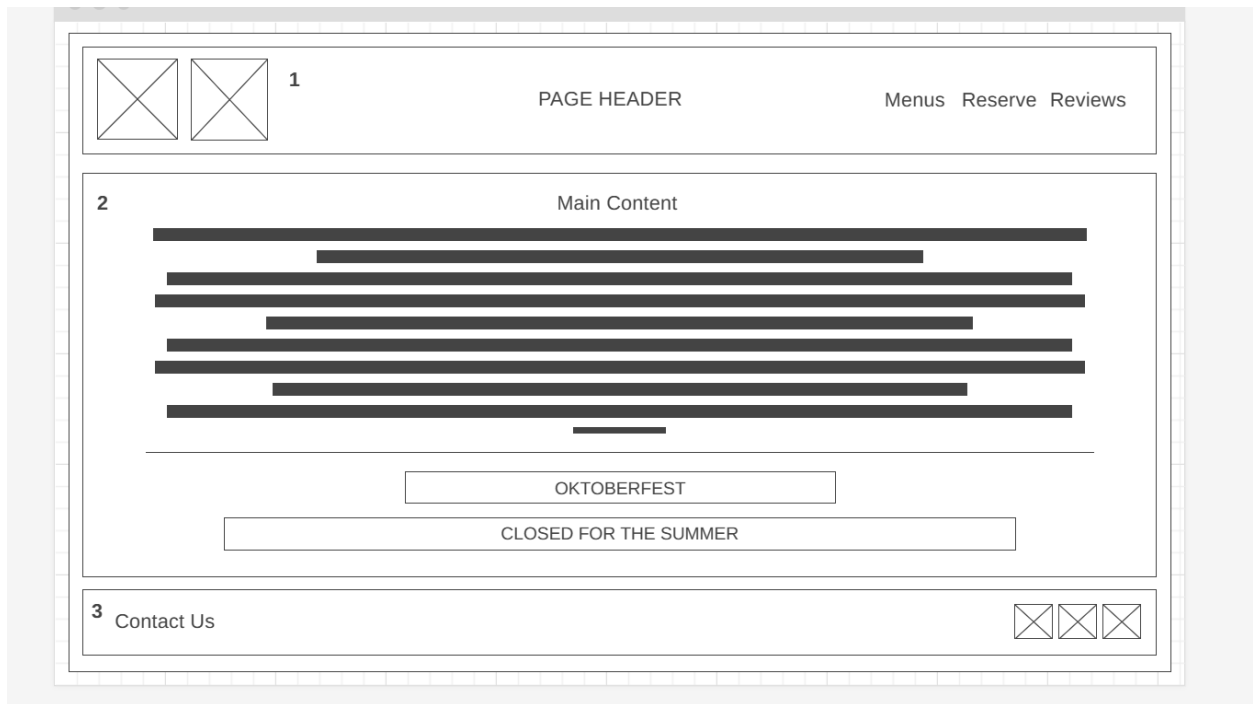 1
PAGE HEADER
Menus Reserve Reviews
2
Main Content
OKTOBERFEST
CLOSED FOR THE SUMMER
3
Contact Us